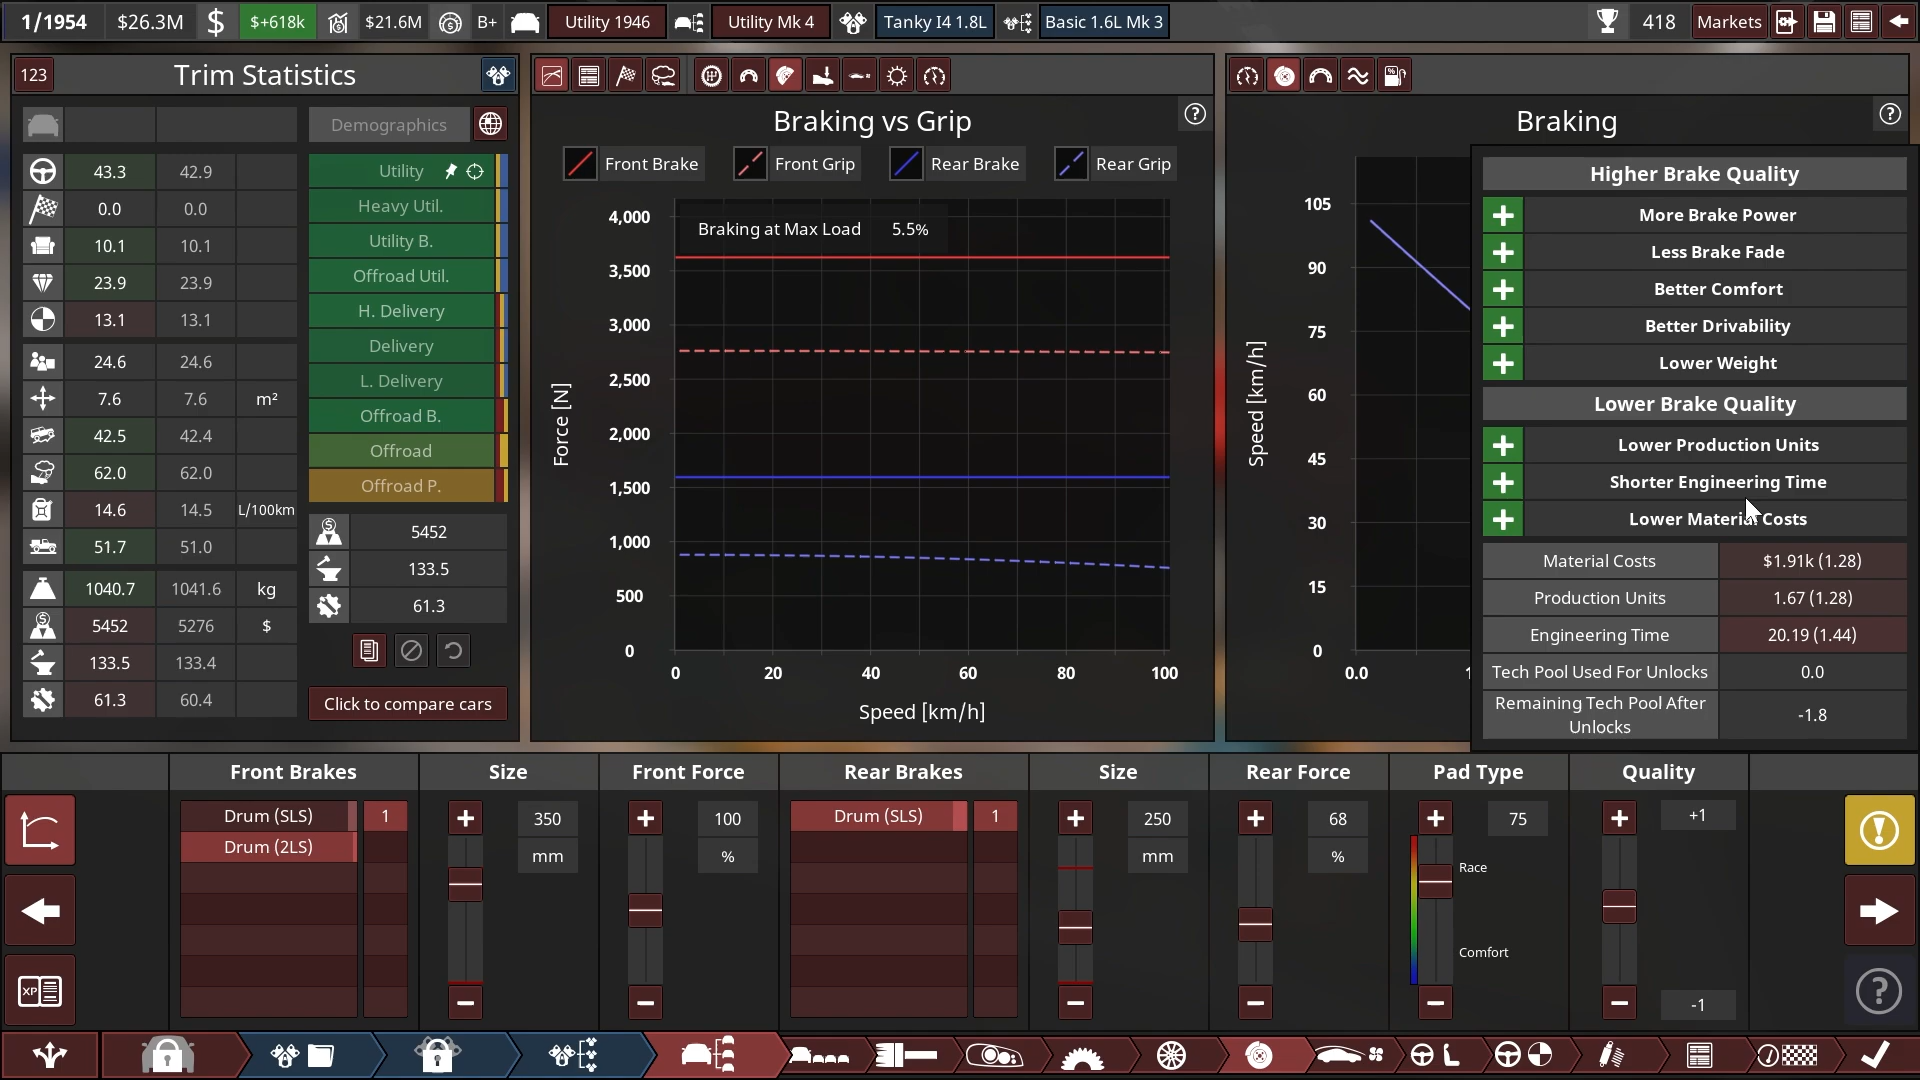 1/1954
$26.3M
$+618k
$21.6M
B+
Utility 1946
Utility Mk 4
Tanky I4 1.8L
Basic 1.6L Mk 3
418
Markets
123
Trim Statistics
Demographics
43.3 42.9
0.0 0.0
10.1 10.1
23.9 23.9
13.1 13.1
24.6 24.6
7.6 7.6 m²
42.5 42.4
62.0 62.0
14.6 14.5 L/100km
51.7 51.0
1040.7 1041.6 kg
5452 5276 $
133.5 133.4
61.3 60.4
Utility
Heavy Util.
Utility B.
Offroad Util.
H. Delivery
Delivery
L. Delivery
Offroad B.
Offroad
Offroad P.
5452
133.5
61.3
Click to compare cars
Braking vs Grip
?
Front Brake
Front Grip
Rear Brake
Rear Grip
Braking at Max Load 5.5%
Force [N]
4,000
3,500
3,000
2,500
2,000
1,500
1,000
500
0
0 20 40 60 80 100
Speed [km/h]
Braking
?
Speed [km/h]
105
90
75
60
45
30
15
0
0.0
Higher Brake Quality
More Brake Power
Less Brake Fade
Better Comfort
Better Drivability
Lower Weight
Lower Brake Quality
Lower Production Units
Shorter Engineering Time
Lower Material Costs
Material Costs $1.91k (1.28)
Production Units 1.67 (1.28)
Engineering Time 20.19 (1.44)
Tech Pool Used For Unlocks 0.0
Remaining Tech Pool After
Unlocks
-1.8
Front Brakes
Drum (SLS) 1
Drum (2LS)
Size
350
mm
Front Force
100
%
Rear Brakes
Drum (SLS) 1
Size
250
mm
Rear Force
68
%
Pad Type
75
Race
Comfort
Quality
+1
-1
XP
?